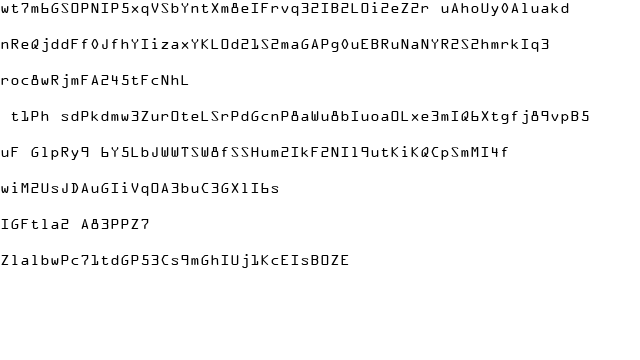 wt7m6GSOPNIP5xqVSbYntXm8eIFrvq32IB2LOi2eZ2r uAhoUy0Aluakd
nReQjddFf0JfhYIizaxYKLOd21S2maGAPg0uEBRuNaNYR2S2hmrkIq3
roc8wRjmFA245tFcNhL
t1Ph sdPkdmw3ZurOteLSrPdGcnP8aWu8bIuoaOLxe3mIQ6Xtgfj89vpB5
uF GlpRy9 6Y5LbJWWTSW8fSSHum2IkF2NIl9utKiKQCpSmMI4f
wiM2UsJDAuGIiVqOA3buC3GXlI6s
IGFtla2 A83PPZ7
ZlalbwPc71tdGP53Cs9mGhIUj1KcEIsBOZE